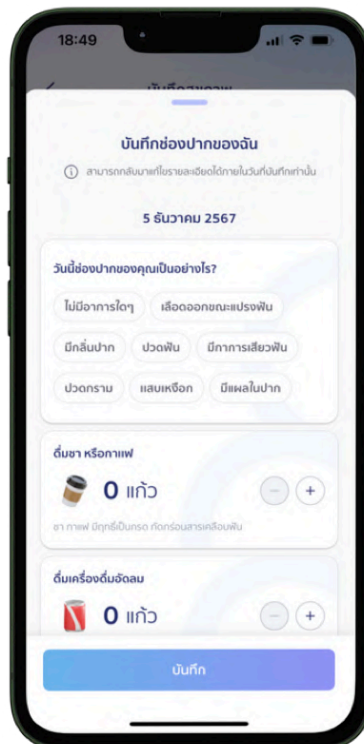 18:49
บันทึกสุขภาพ
บันทึกช่องปากของฉัน
สามารถกลับมาแก้ไขรายละเอียดได้ภายในวันที่บันทึกเท่านั้น
5 ธันวาคม 2567
วันนี้ช่องปากของคุณเป็นอย่างไร?
ไม่มีอาการใดๆ เลือดออกขณะแปรงฟัน
มีกลิ่นปาก ปวดฟัน มีกาการเสียวฟัน
ปวดกราม แสบเหงือก มีแผลในปาก
ดื่มชา หรือกาแฟ
0 แก้ว
ชา กาแฟ มีฤทธิ์เป็นกรด กัดกร่อนสารเคลือบฟัน
ดื่มเครื่องดื่มอัดลม
0 แก้ว
บันทึก